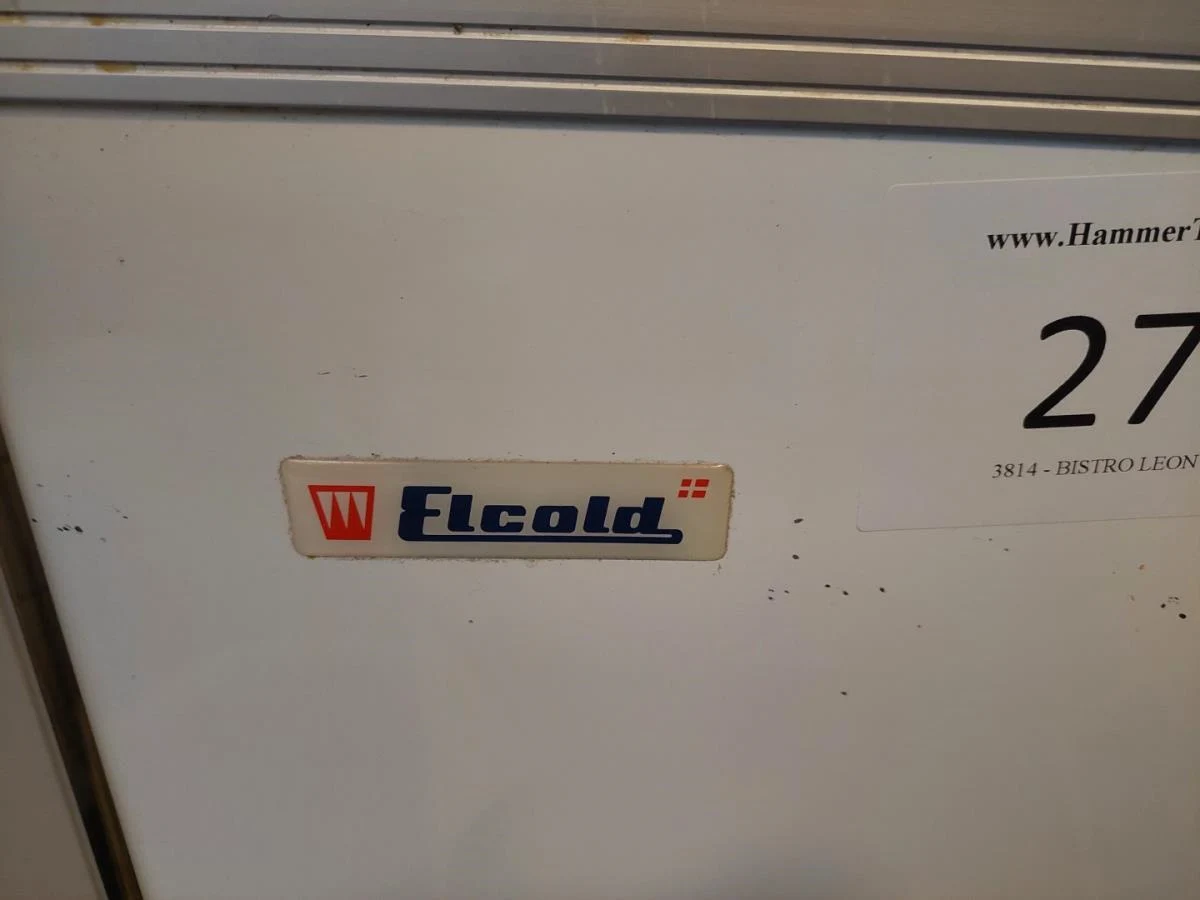 www.Hammer
27
3814 - BISTRO LEON
Elcold